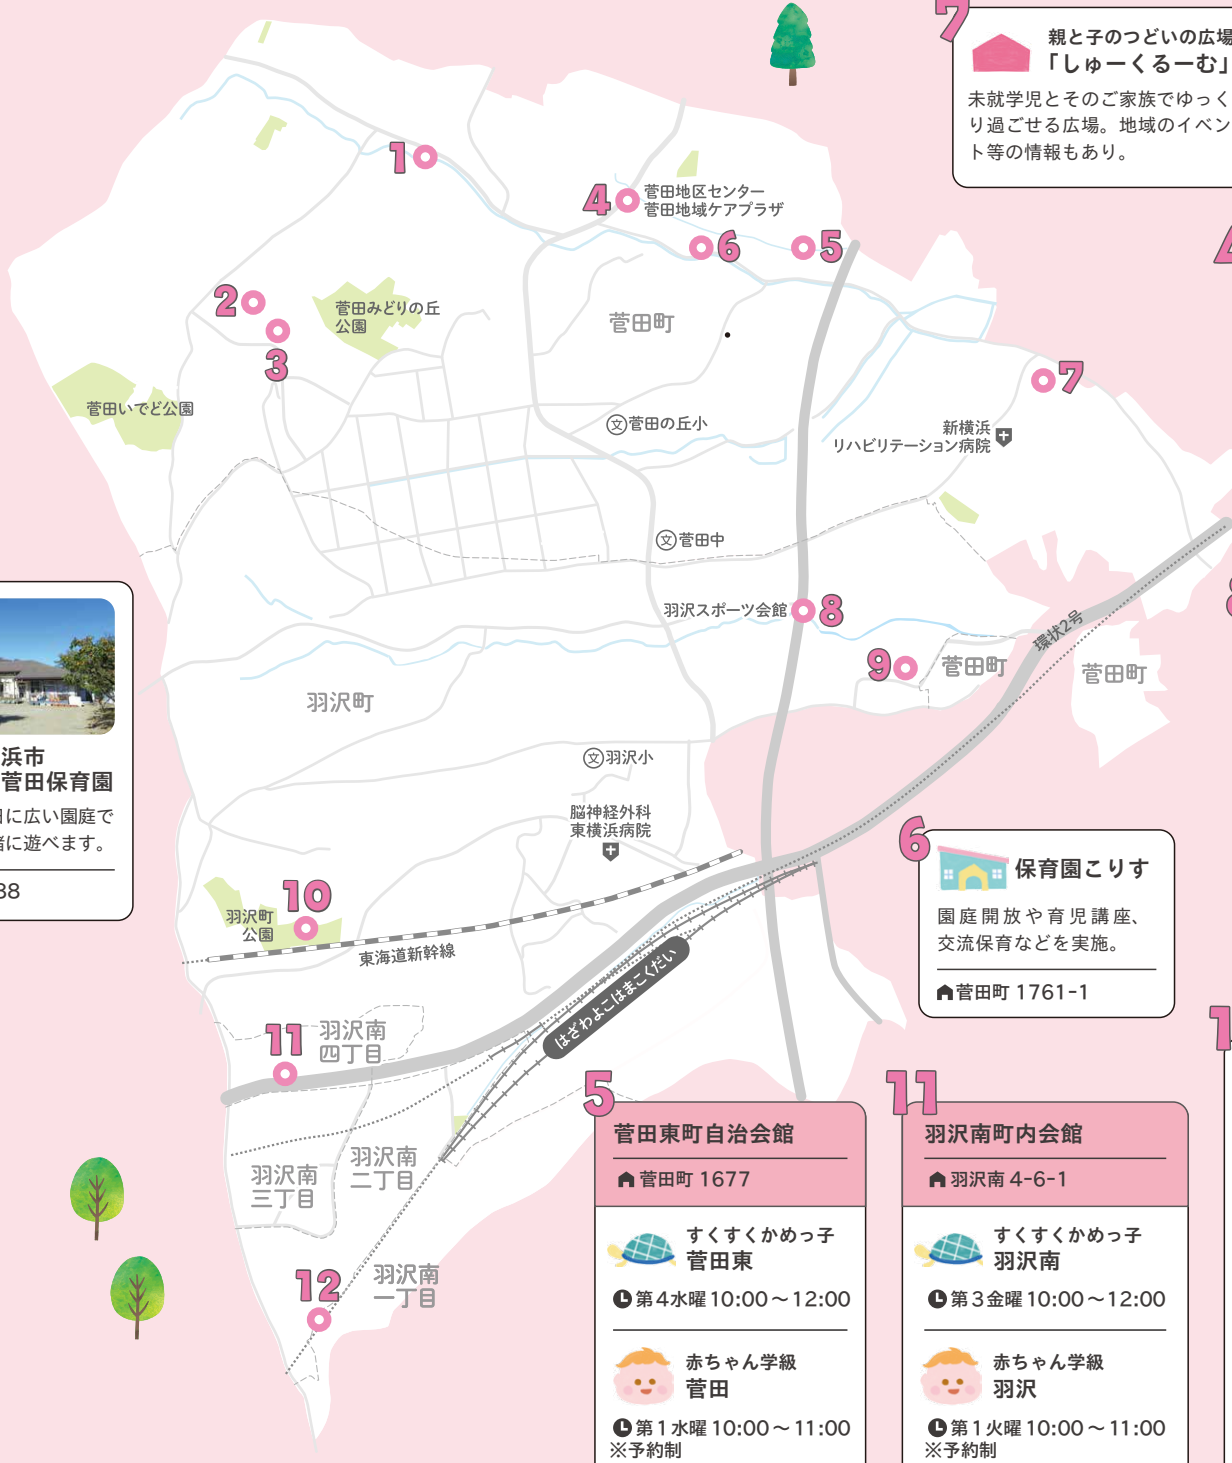 7
親と子のつどいの広場
「しゅーくるーむ」
未就学児とそのご家族でゆっく
り過ごせる広場。地域のイベン
ト等の情報もあり。
1
4
菅田地区センター
菅田地域ケアプラザ
6
5
2
3
菅田みどりの丘
公園
菅田町
7
菅田いでど公園
文 菅田の丘小
新横浜
リハビリテーション病院
文 菅田中
羽沢スポーツ会館
8
9
菅田町
環状2号
菅田町
羽沢町
浜市
菅田保育園
に広い園庭で
緒に遊べます。
38
文 羽沢小
脳神経外科
東横浜病院
10
羽沢町
公園
東海道新幹線
はざわよこはまこくだい
6
保育園こりす
園庭開放や育児講座、
交流保育などを実施。
菅田町 1761-1
11
羽沢南
四丁目
羽沢南
三丁目
羽沢南
二丁目
12
羽沢南
一丁目
5
菅田東町自治会館
菅田町 1677
すくすくかめっ子
菅田東
第4水曜 10:00～12:00
赤ちゃん学級
菅田
第1水曜 10:00～11:00
※予約制
11
羽沢南町内会館
羽沢南 4-6-1
すくすくかめっ子
羽沢南
第3金曜 10:00～12:00
赤ちゃん学級
羽沢
第1火曜 10:00～11:00
※予約制